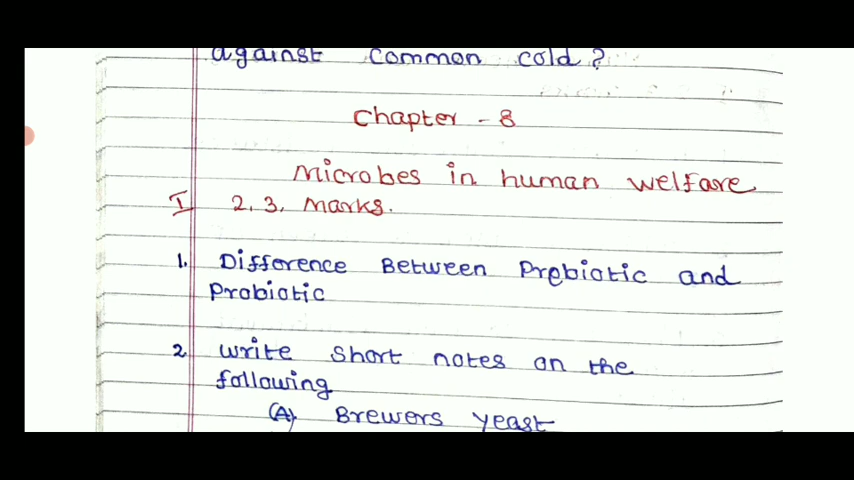 against common cold?
Chapter - 8
Microbes in human welfare
I 2, 3, Marks.
1. Difference Between Prebiotic and
Probiotic
2 write short notes on the
following
(A) Brewers yeast